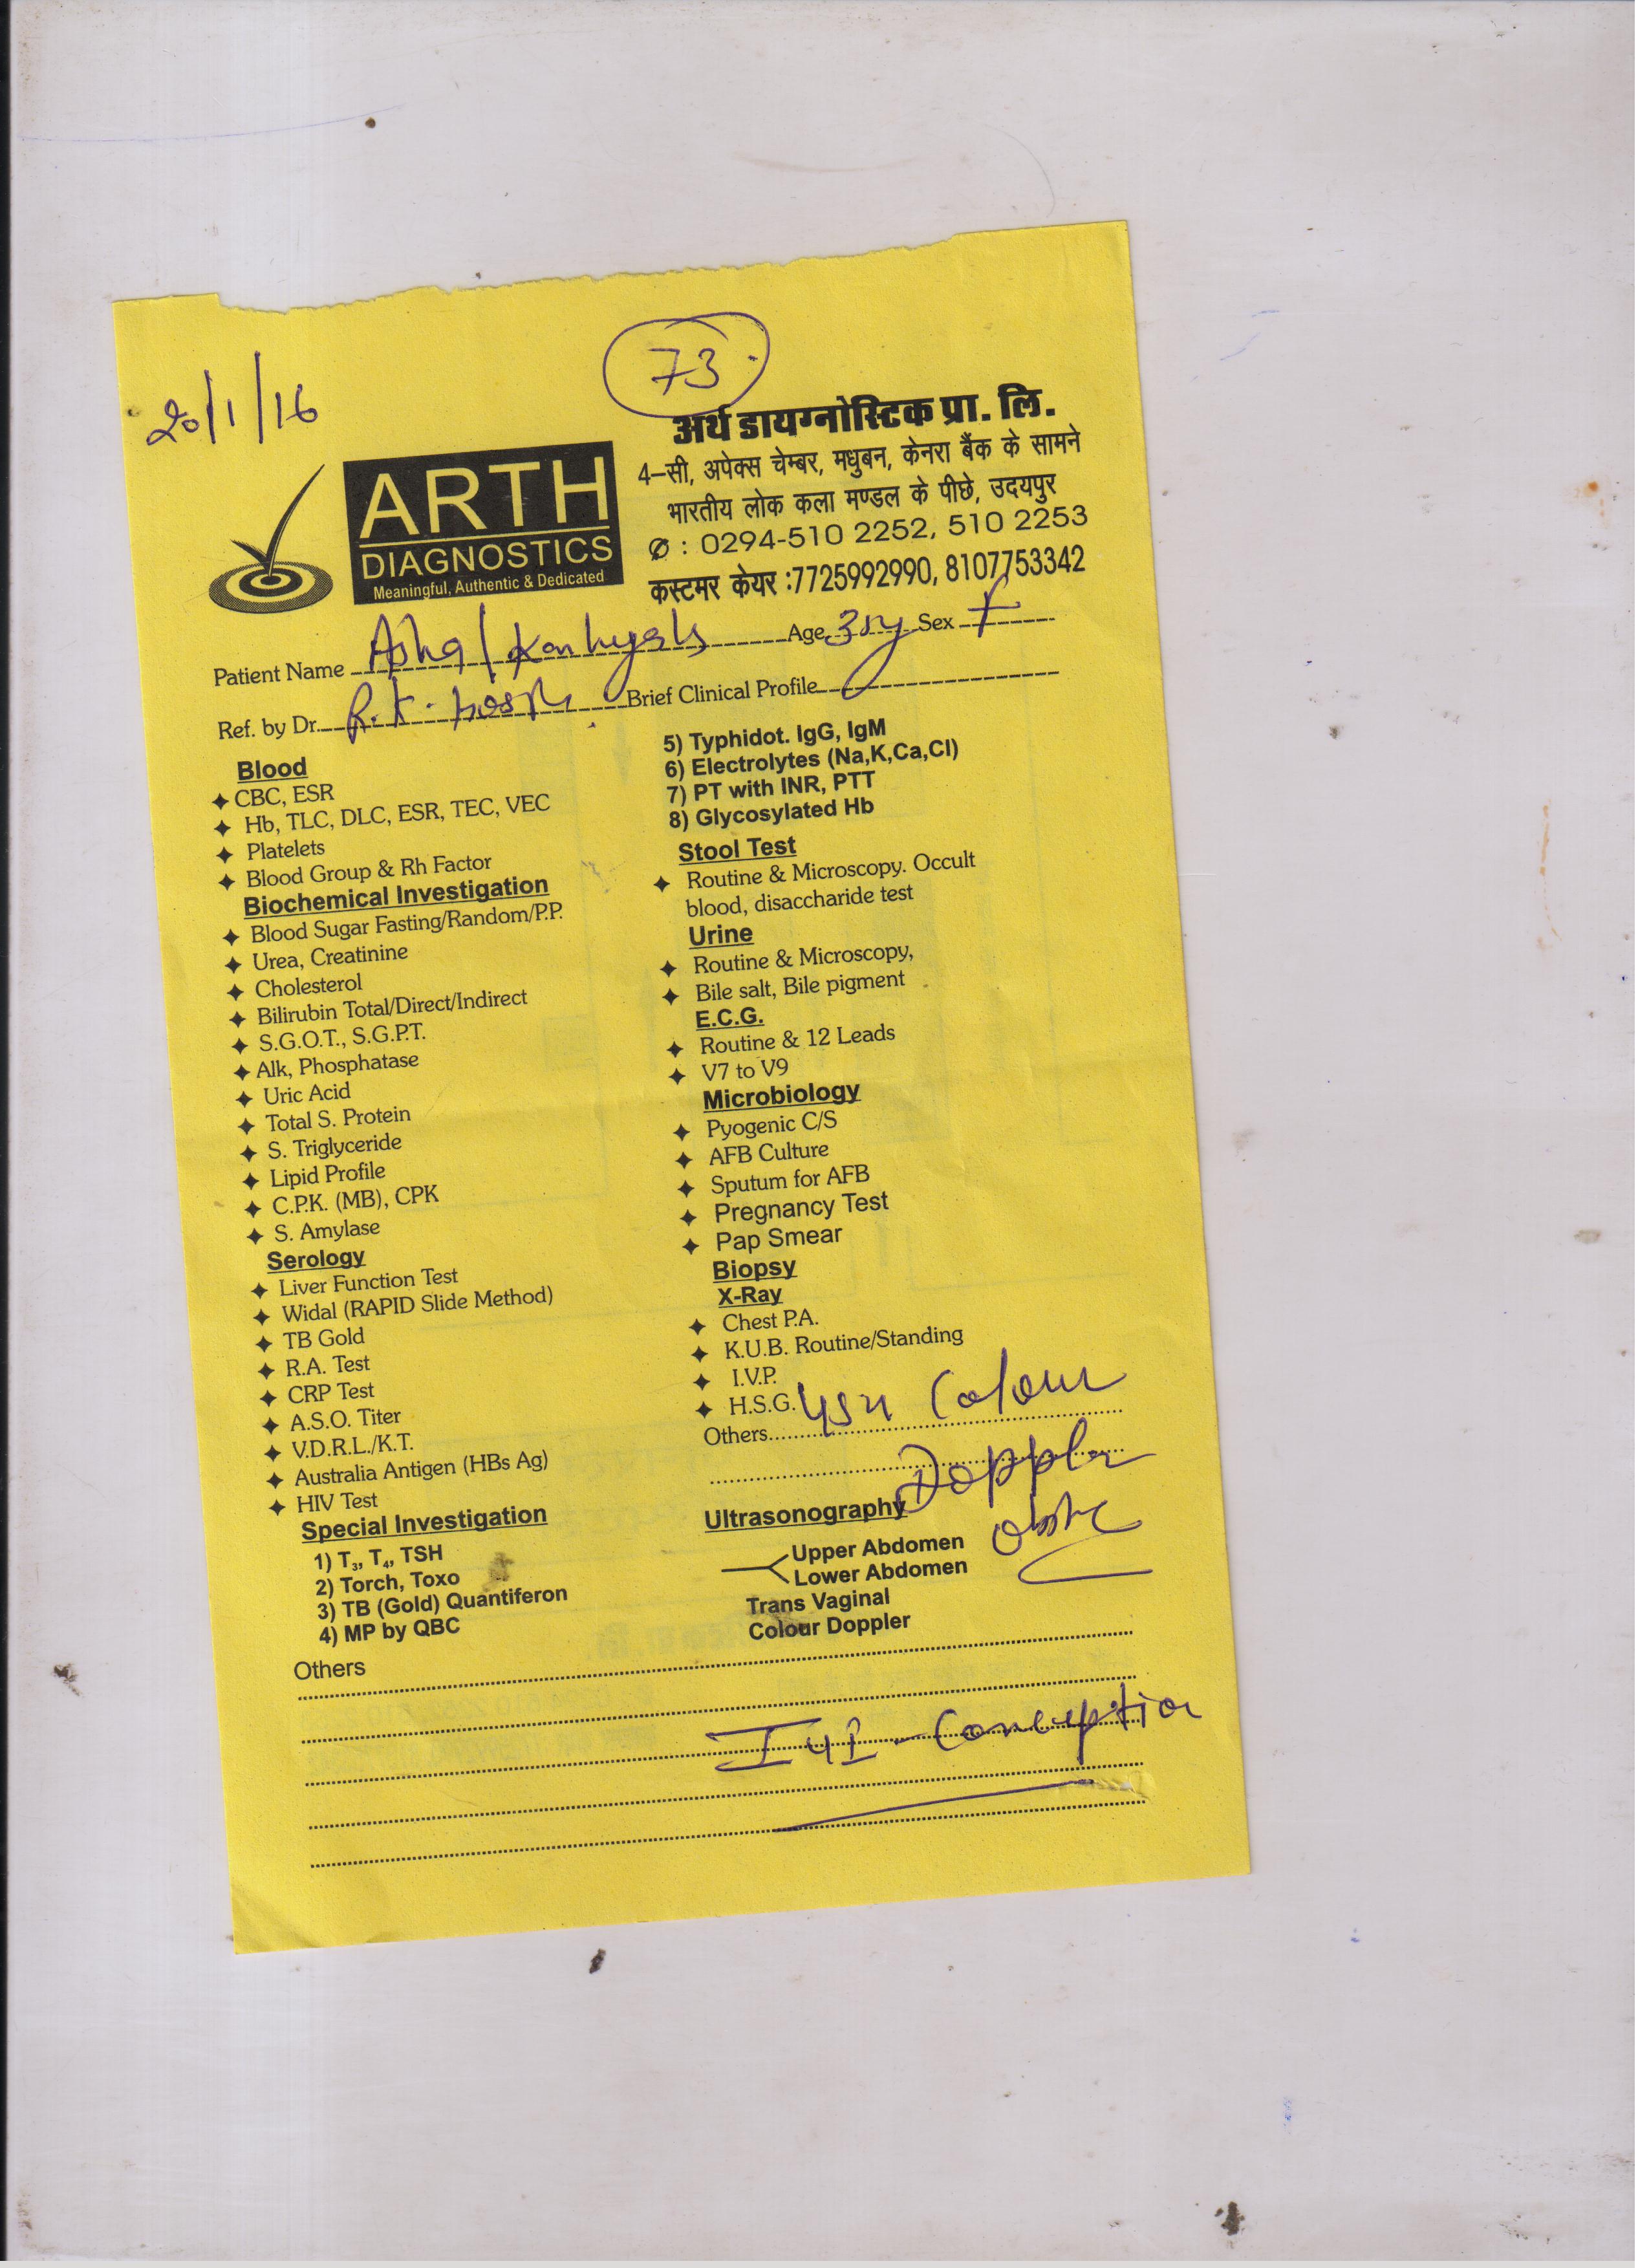 73
20/1/16
अर्थ डायग्नोस्टिक प्रा. लि.
4–सी, अपेक्स चेम्बर, मधुबन, केनरा बैंक के सामने
भारतीय लोक कला मण्डल के पीछे, उदयपुर
: 0294-510 2252, 510 2253
कस्टमर केयर :7725992990, 8107753342
ARTH
DIAGNOSTICS
Meaningful, Authentic & Dedicated
Patient Name Asha / Age Sex F
Ref. by Dr. R.K. Brief Clinical Profile
Blood
CBC, ESR
Hb, TLC, DLC, ESR, TEC, VEC
Platelets
Blood Group & Rh Factor
Biochemical Investigation
Blood Sugar Fasting/Random/P.P.
Urea, Creatinine
Cholesterol
Bilirubin Total/Direct/Indirect
S.G.O.T., S.G.P.T.
Alk, Phosphatase
Uric Acid
Total S. Protein
S. Triglyceride
Lipid Profile
C.P.K. (MB), CPK
S. Amylase
Serology
Liver Function Test
Widal (RAPID Slide Method)
TB Gold
R.A. Test
CRP Test
A.S.O. Titer
V.D.R.L./K.T.
Australia Antigen (HBs Ag)
HIV Test
Special Investigation
1) T3, T4, TSH
2) Torch, Toxo
3) TB (Gold) Quantiferon
4) MP by QBC
5) Typhidot. IgG, IgM
6) Electrolytes (Na,K,Ca,Cl)
7) PT with INR, PTT
8) Glycosylated Hb
Stool Test
Routine & Microscopy. Occult
blood, disaccharide test
Urine
Routine & Microscopy,
Bile salt, Bile pigment
E.C.G.
Routine & 12 Leads
V7 to V9
Microbiology
Pyogenic C/S
AFB Culture
Sputum for AFB
Pregnancy Test
Pap Smear
Biopsy
X-Ray
Chest P.A.
K.U.B. Routine/Standing
I.V.P.
H.S.G.
Others Colour
Doppler
Ultrasonography
Upper Abdomen
Lower Abdomen
Trans Vaginal
Colour Doppler
Others
IUI - Conception